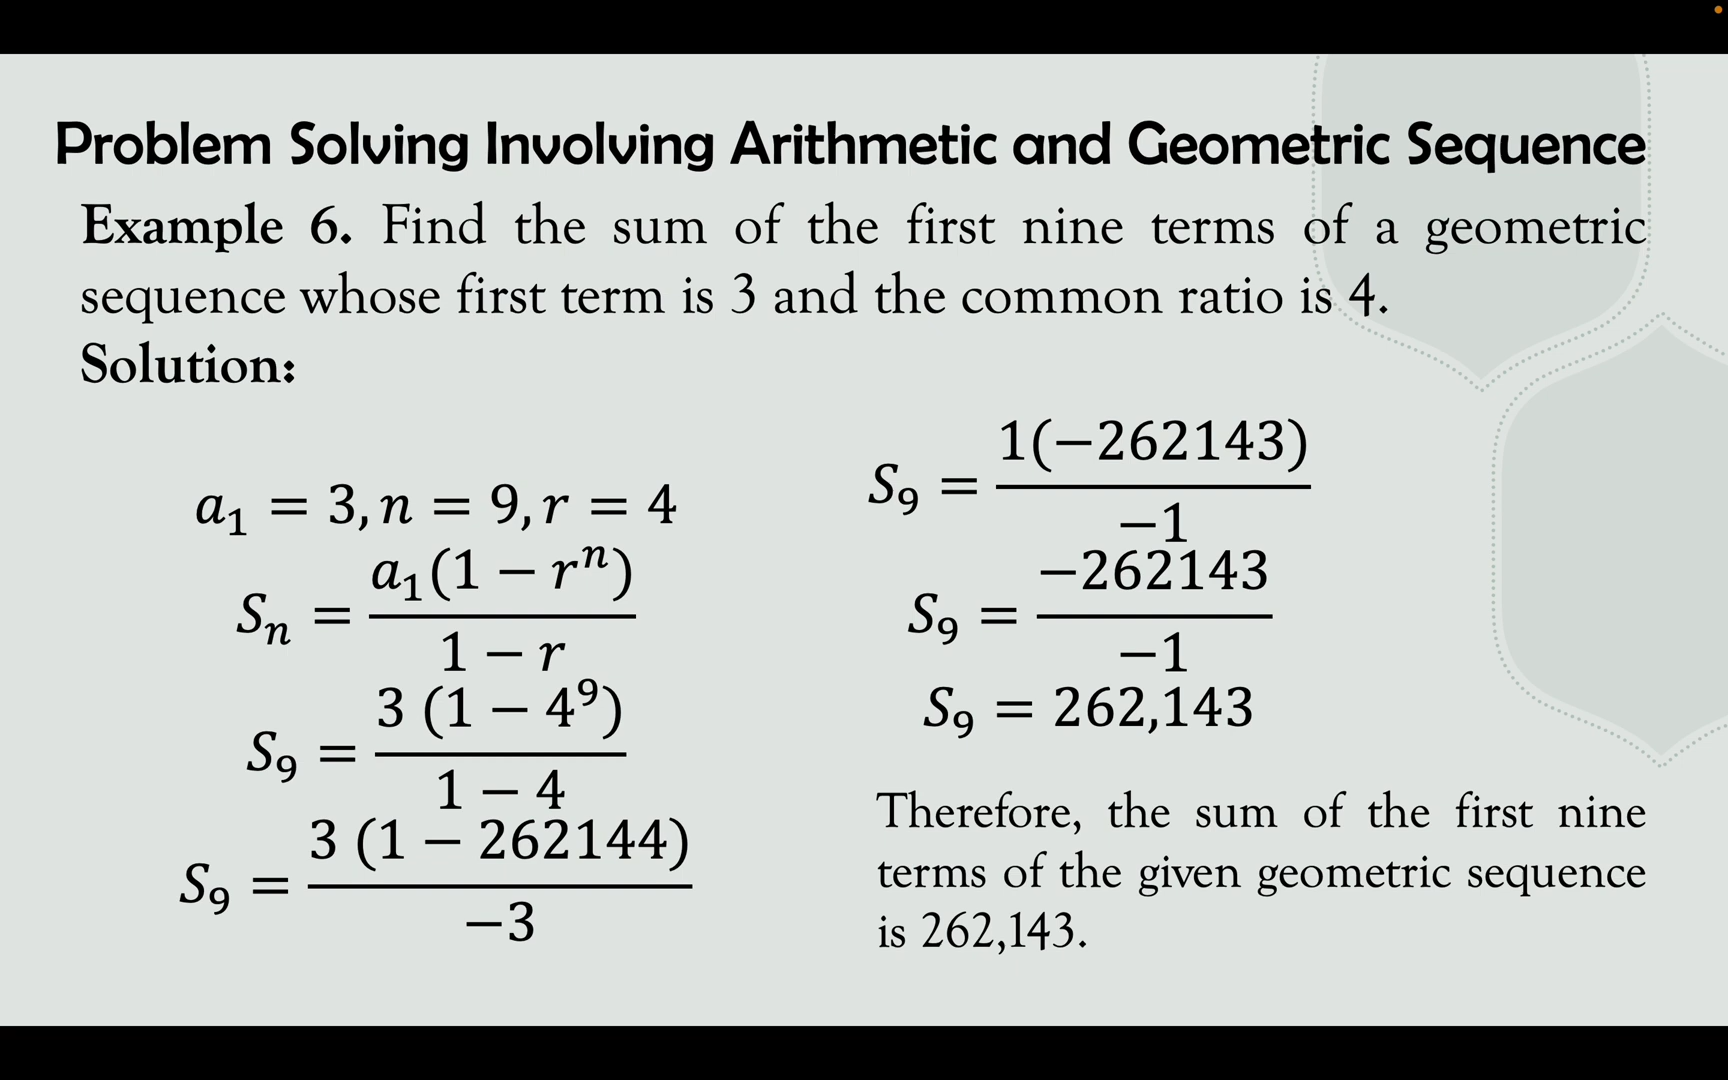 Problem Solving Involving Arithmetic and Geometric Sequence
Example 6. Find the sum of the first nine terms of a geometric
sequence whose first term is 3 and the common ratio is 4.
Solution:
a₁ = 3, n = 9, r = 4
Sₙ = a₁(1 − rⁿ) / 1 − r
S₉ = 3 (1 − 4⁹) / 1 − 4
S₉ = 3 (1 − 262144) / −3
S₉ = 1(−262143) / −1
S₉ = −262143 / −1
S₉ = 262,143
Therefore, the sum of the first nine
terms of the given geometric sequence
is 262,143.